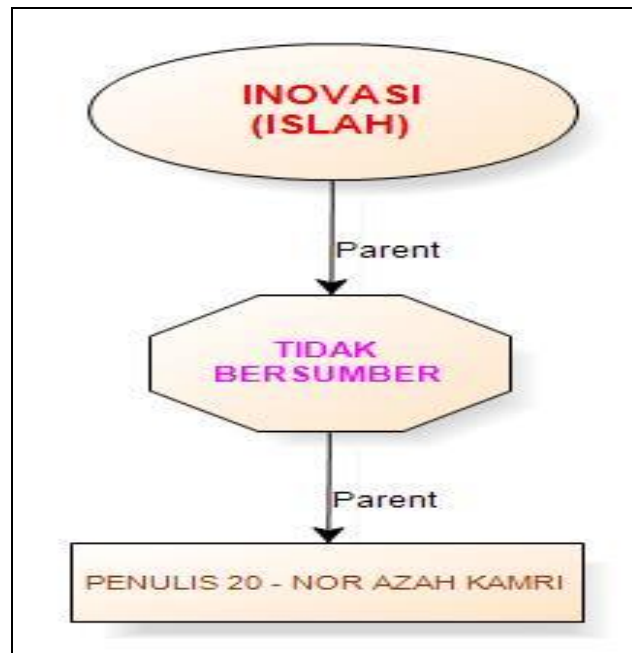 INOVASI
(ISLAH)
Parent
TIDAK
BERSUMBER
Parent
PENULIS 20 - NOR AZAH KAMRI